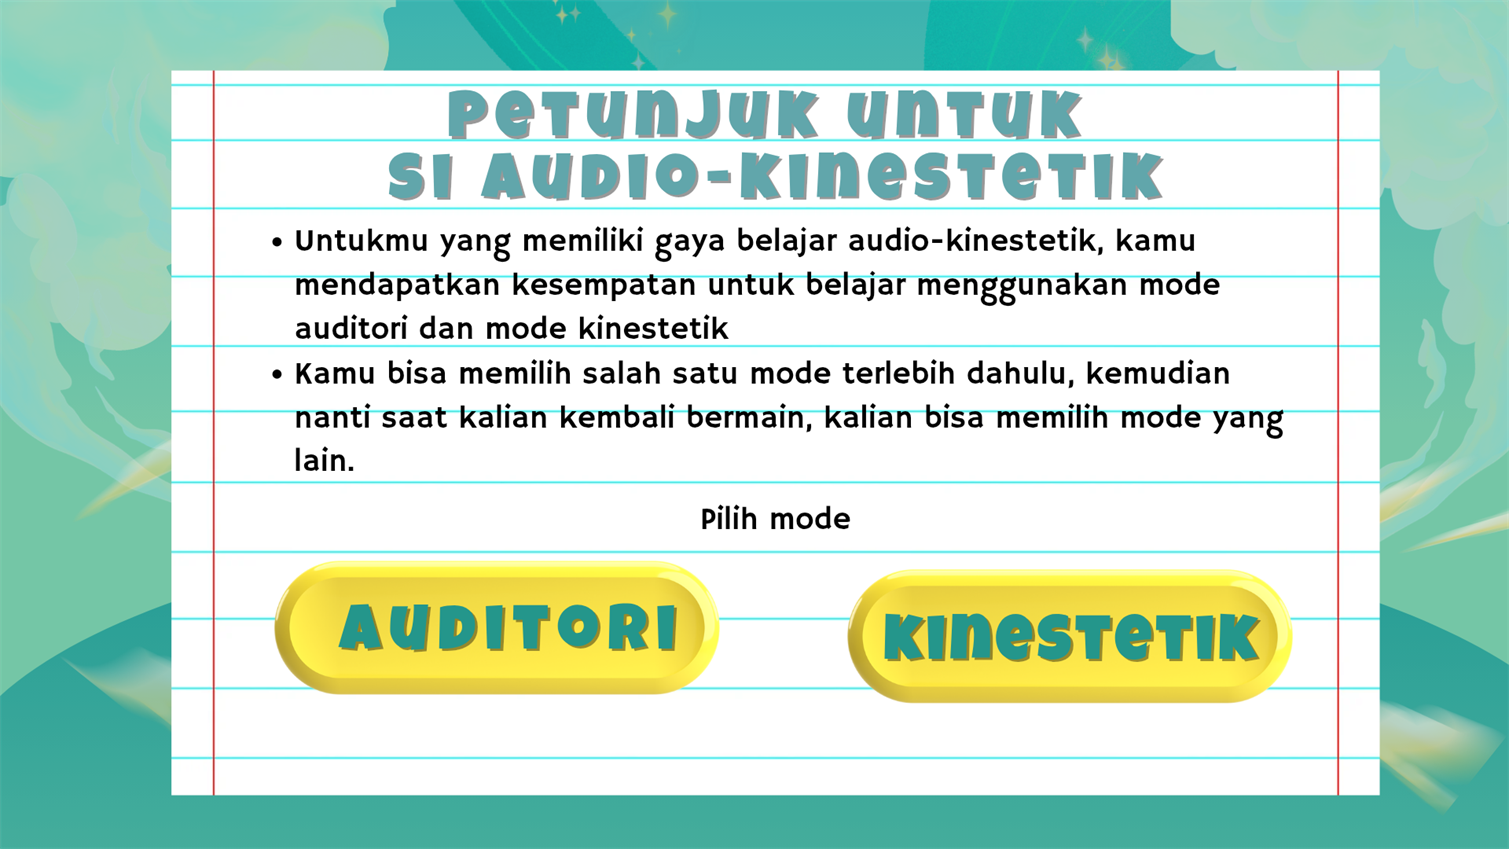 PETUNJUK UNTUK
SI AUDIO-KINESTETIK
• Untukmu yang memiliki gaya belajar audio-kinestetik, kamu
mendapatkan kesempatan untuk belajar menggunakan mode
auditori dan mode kinestetik
• Kamu bisa memilih salah satu mode terlebih dahulu, kemudian
nanti saat kalian kembali bermain, kalian bisa memilih mode yang
lain.
Pilih mode
AUDITORI
KINESTETIK